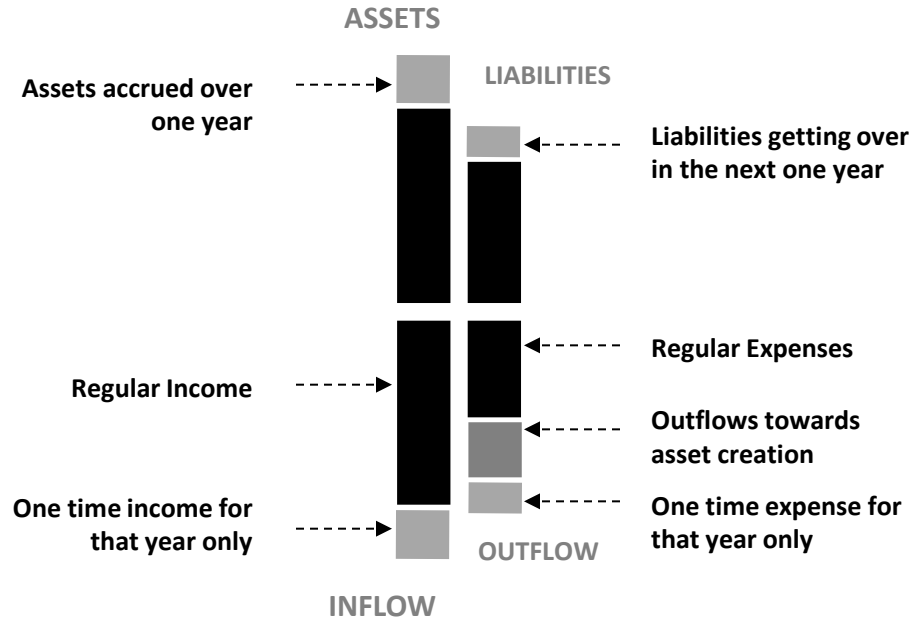 ASSETS
LIABILITIES
Assets accrued over
one year
Liabilities getting over
in the next one year
Regular Expenses
Regular Income
Outflows towards
asset creation
One time income for
that year only
One time expense for
that year only
OUTFLOW
INFLOW